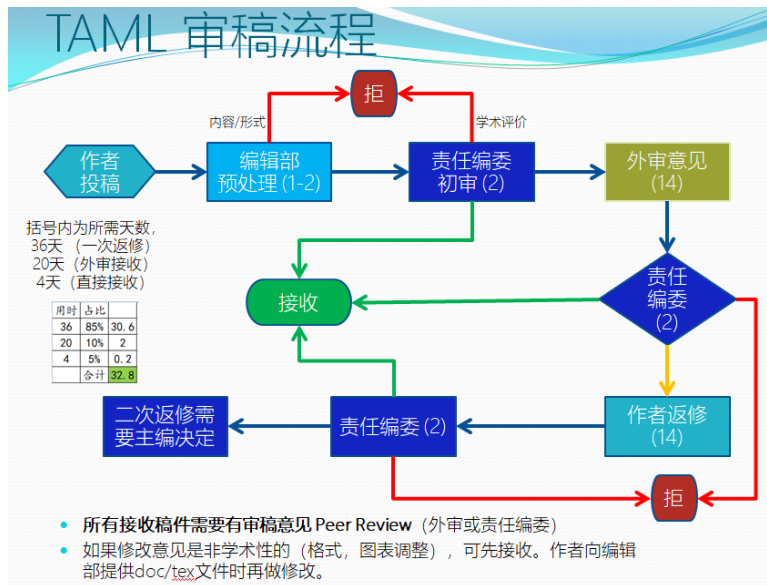 TAML 审稿流程
拒
内容/形式
学术评价
作者
投稿
编辑部
预处理 (1-2)
责任编委
初审 (2)
外审意见
(14)
括号内为所需天数，
36天 （一次返修）
20天（外审接收）
4天（直接接收）
用时 占比
36 85% 30.6
20 10% 2
4 5% 0.2
合计 32.8
接收
责任
编委
(2)
二次返修需
要主编决定
责任编委 (2)
作者返修
(14)
拒
• 所有接收稿件需要有审稿意见 Peer Review（外审或责任编委）
• 如果修改意见是非学术性的（格式，图表调整），可先接收。作者向编辑
部提供doc/tex文件时再做修改。